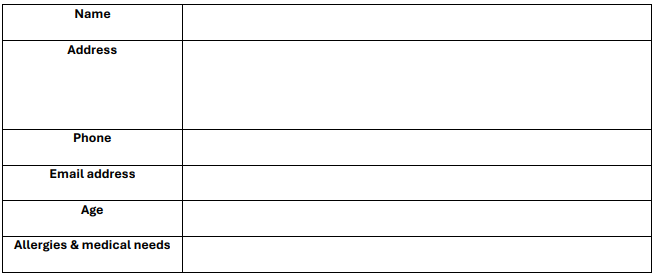 Name
Address
Phone
Email address
Age
Allergies & medical needs